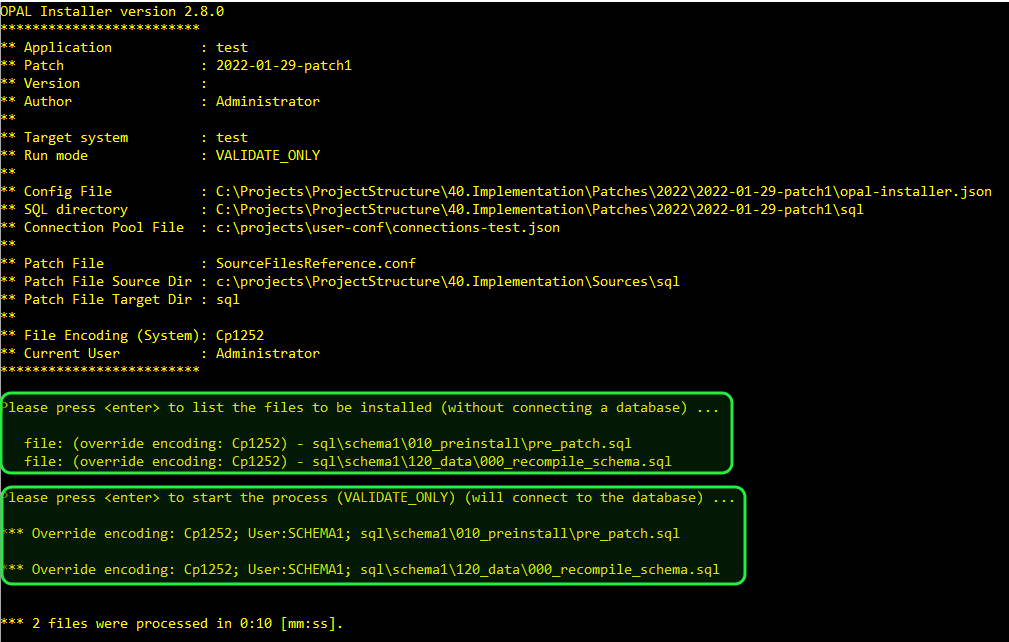 OPAL Installer version 2.8.0
*************************
** Application           : test
** Patch                 : 2022-01-29-patch1
** Version               :
** Author                : Administrator
**
** Target system         : test
** Run mode              : VALIDATE_ONLY
**
** Config File           : C:\Projects\ProjectStructure\40.Implementation\Patches\2022\2022-01-29-patch1\opal-installer.json
** SQL directory         : C:\Projects\ProjectStructure\40.Implementation\Patches\2022\2022-01-29-patch1\sql
** Connection Pool File  : c:\projects\user-conf\connections-test.json
**
** Patch File            : SourceFilesReference.conf
** Patch File Source Dir : c:\projects\ProjectStructure\40.Implementation\Sources\sql
** Patch File Target Dir : sql
**
** File Encoding (System): Cp1252
** Current User          : Administrator
*************************
Please press <enter> to list the files to be installed (without connecting a database) ...
file: (override encoding: Cp1252) - sql\schema1\010_preinstall\pre_patch.sql
file: (override encoding: Cp1252) - sql\schema1\120_data\000_recompile_schema.sql
Please press <enter> to start the process (VALIDATE_ONLY) (will connect to the database) ...
*** Override encoding: Cp1252; User:SCHEMA1; sql\schema1\010_preinstall\pre_patch.sql
*** Override encoding: Cp1252; User:SCHEMA1; sql\schema1\120_data\000_recompile_schema.sql
*** 2 files were processed in 0:10 [mm:ss].